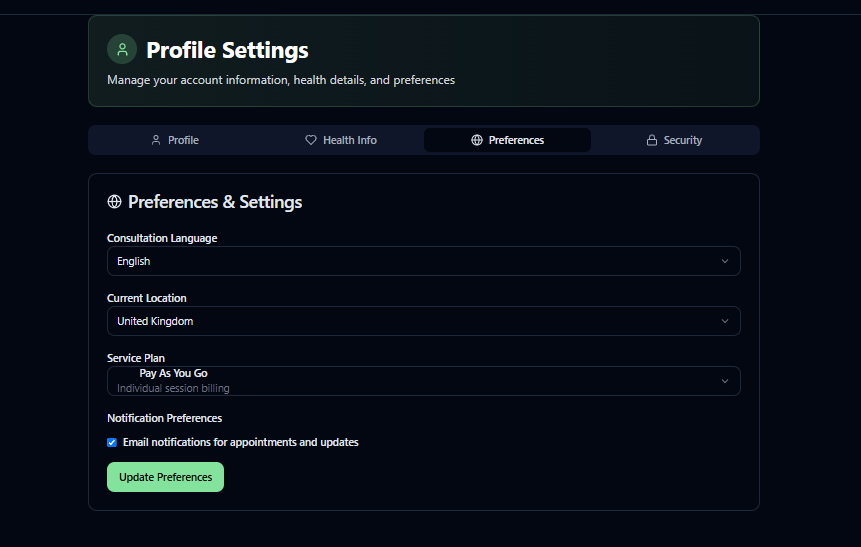 Profile Settings
Manage your account information, health details, and preferences
Profile
Health Info
Preferences
Security
Preferences & Settings
Consultation Language
English
Current Location
United Kingdom
Service Plan
Pay As You Go
Individual session billing
Notification Preferences
Email notifications for appointments and updates
Update Preferences